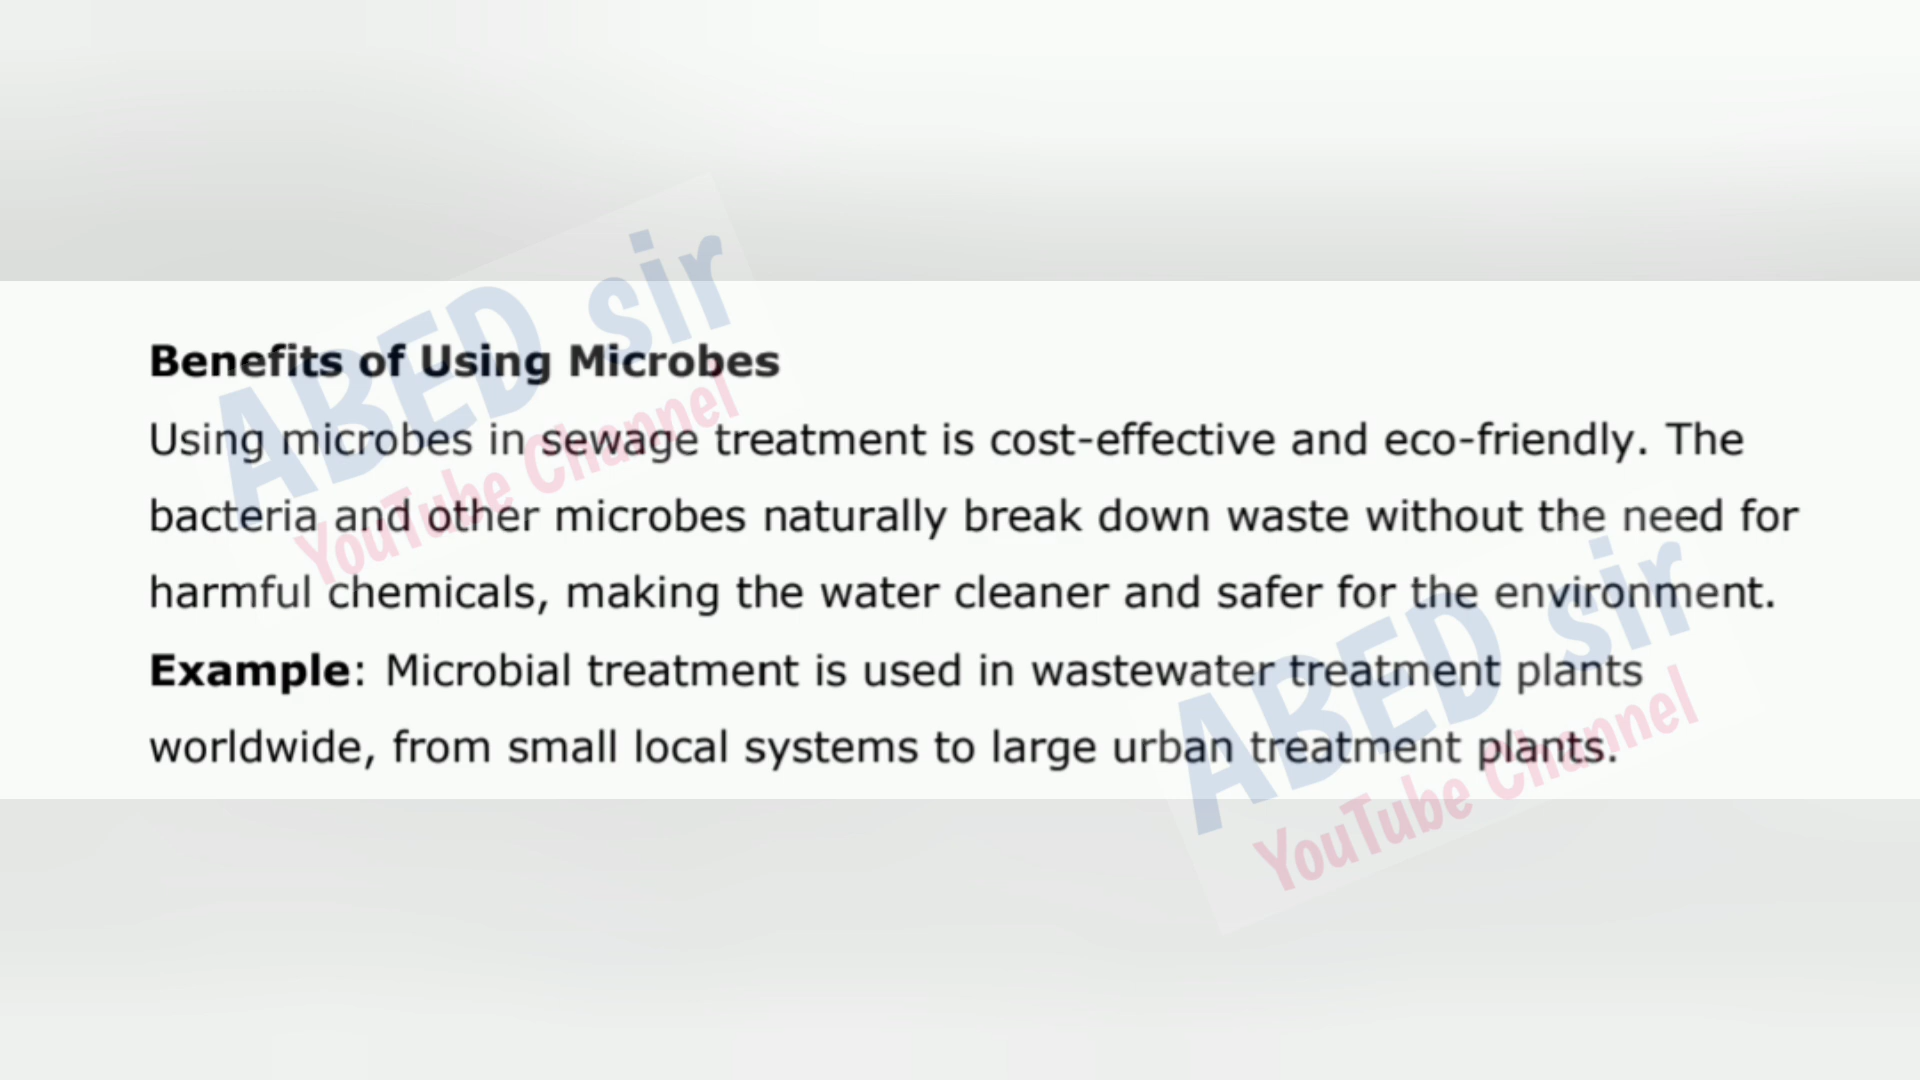 Benefits of Using Microbes
Using microbes in sewage treatment is cost-effective and eco-friendly. The
bacteria and other microbes naturally break down waste without the need for
harmful chemicals, making the water cleaner and safer for the environment.
Example: Microbial treatment is used in wastewater treatment plants
worldwide, from small local systems to large urban treatment plants.
ABED sir
YouTube Channel
ABED sir
YouTube Channel